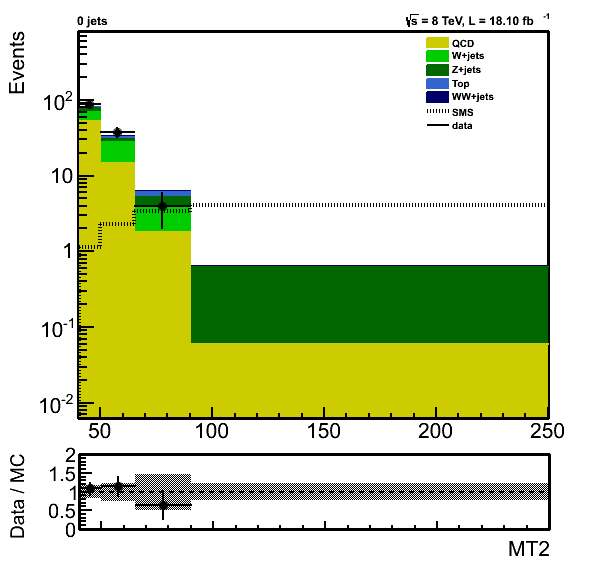 0 jets
√s = 8 TeV, L = 18.10 fb⁻¹
Events
QCD
W+jets
Z+jets
Top
WW+jets
SMS
data
10²
10
1
10⁻¹
10⁻²
50 100 150 200 250
Data / MC
2
1.5
1
0.5
0
MT2